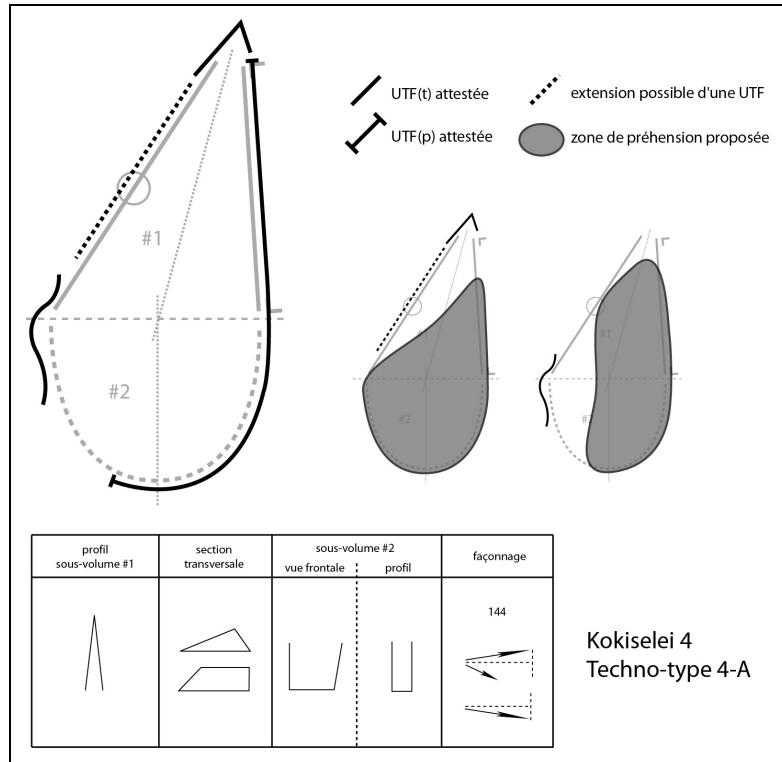 UTF(t) attestée
extension possible d'une UTF
UTF(p) attestée
zone de préhension proposée
#1
#2
#1
#2
#1
#2
profil
sous-volume #1
section
transversale
sous-volume #2
vue frontale
profil
façonnage
144
Kokiselei 4
Techno-type 4-A